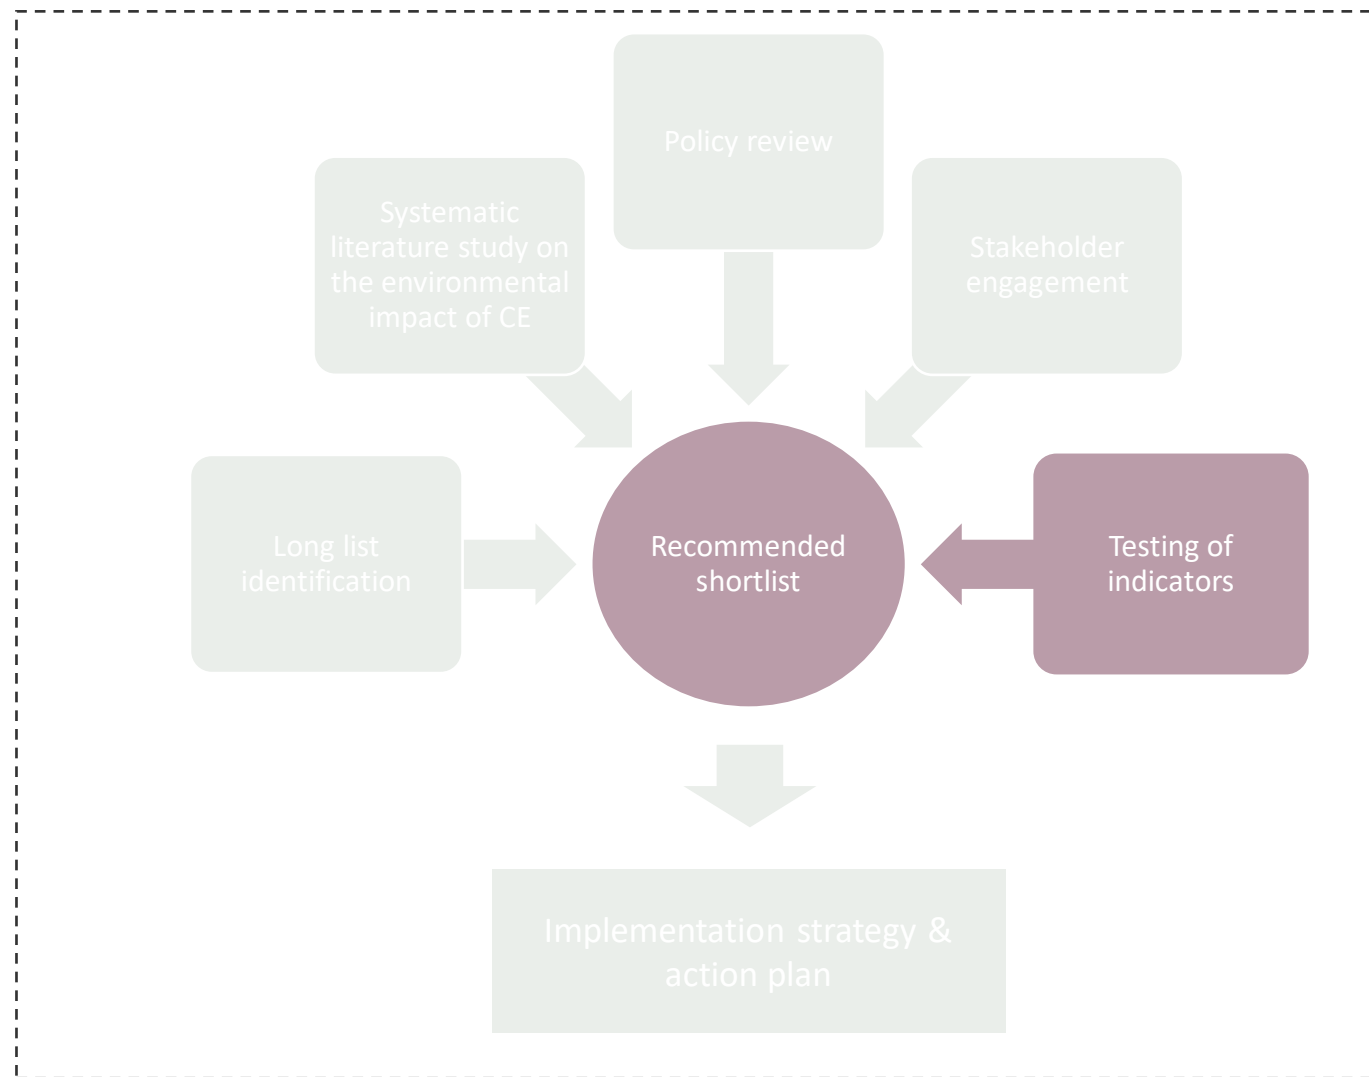 Policy review
Systematic
literature study on
the environmental
impact of CE
Stakeholder
engagement
Long list
identification
Recommended
shortlist
Testing of
indicators
Implementation strategy &
action plan